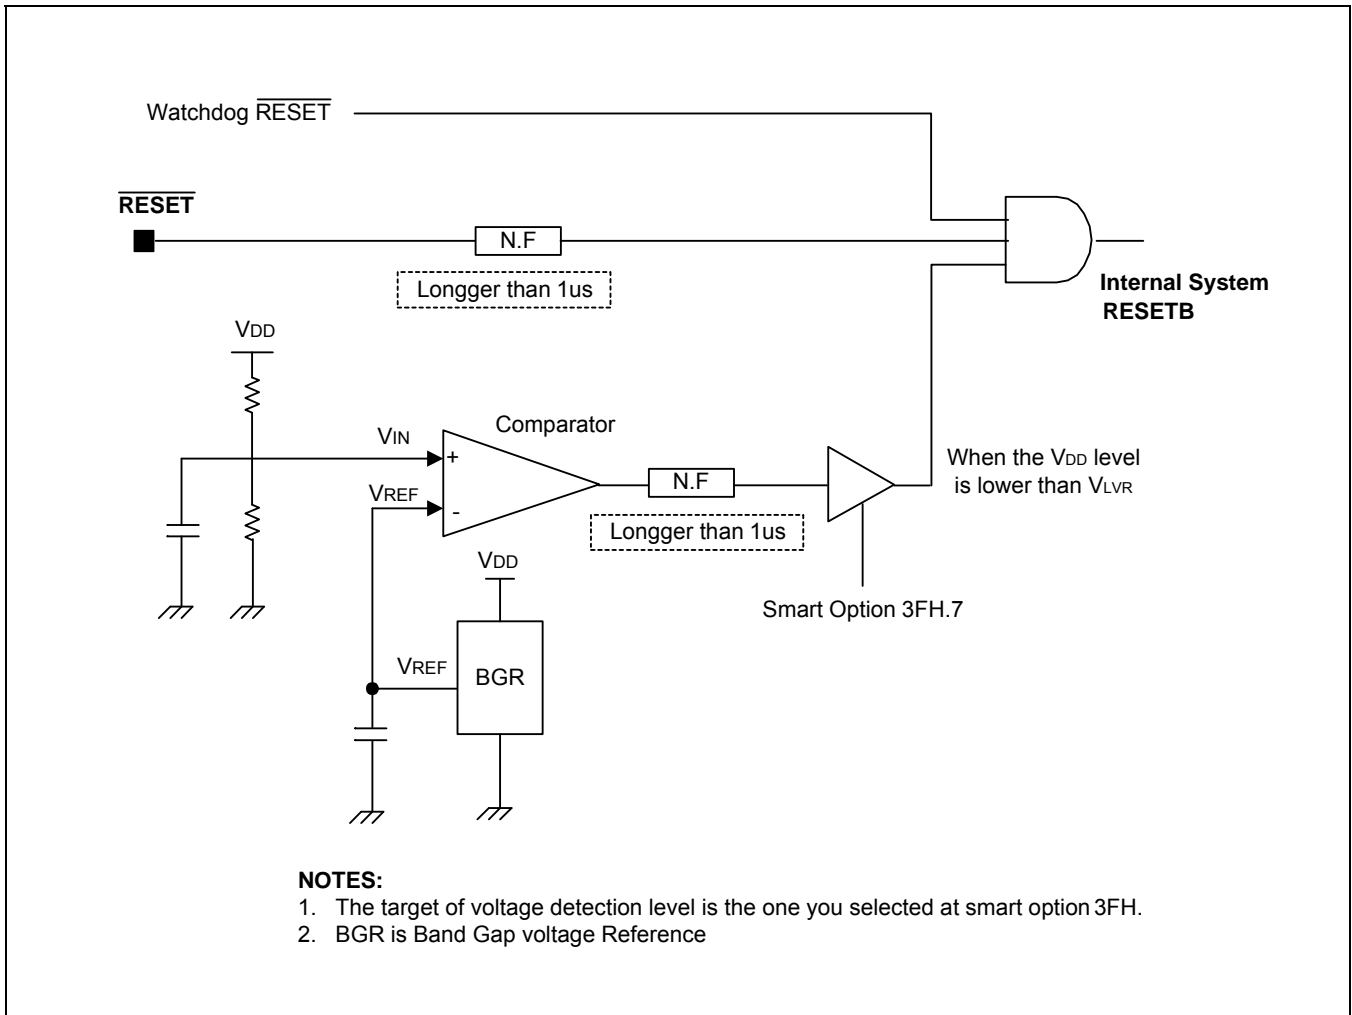 Watchdog RESET
RESET
N.F
Longger than 1us
Internal System
RESETB
VDD
VIN
Comparator
+
VREF
-
N.F
Longger than 1us
When the VDD level
is lower than VLVR
VDD
Smart Option 3FH.7
VREF
BGR
NOTES:
1. The target of voltage detection level is the one you selected at smart option 3FH.
2. BGR is Band Gap voltage Reference